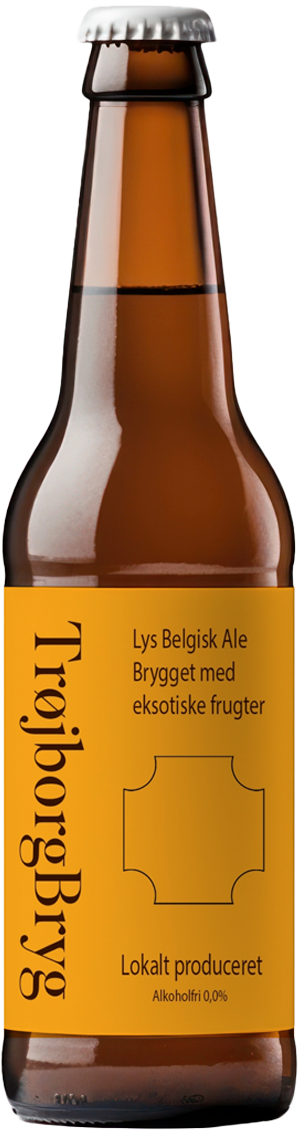 TrøjborgBryg
Lys Belgisk Ale
Brygget med
eksotiske frugter
Lokalt produceret
Alkoholfri 0,0%